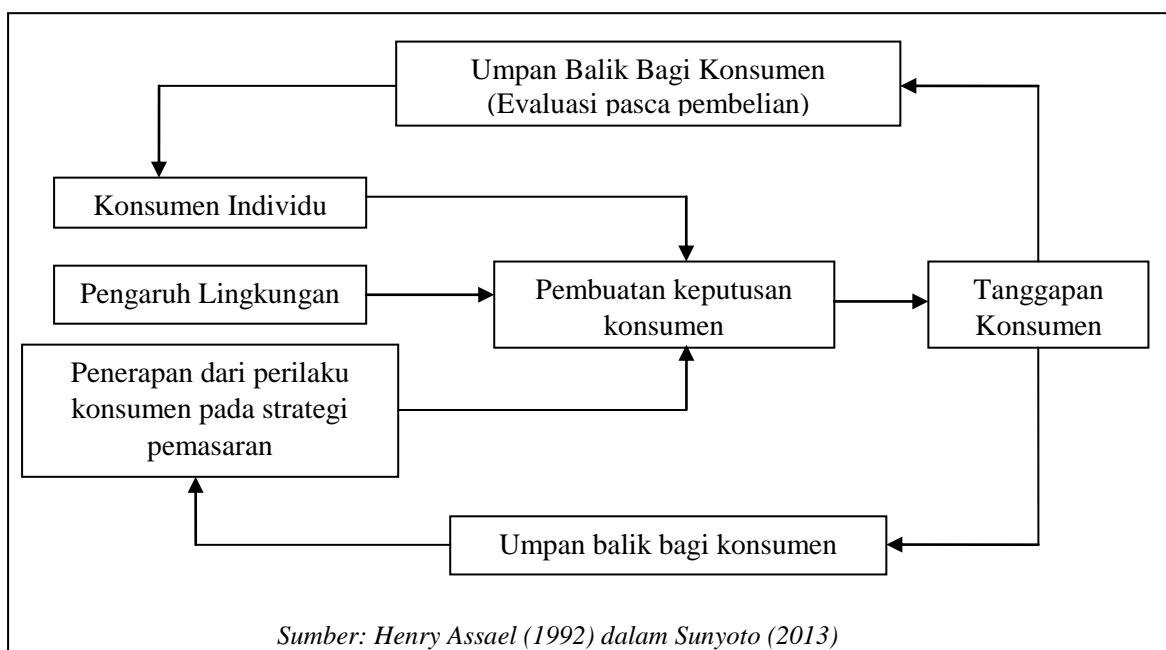 Umpan Balik Bagi Konsumen
(Evaluasi pasca pembelian)
Konsumen Individu
Pengaruh Lingkungan
Pembuatan keputusan
konsumen
Tanggapan
Konsumen
Penerapan dari perilaku
konsumen pada strategi
pemasaran
Umpan balik bagi konsumen
Sumber: Henry Assael (1992) dalam Sunyoto (2013)